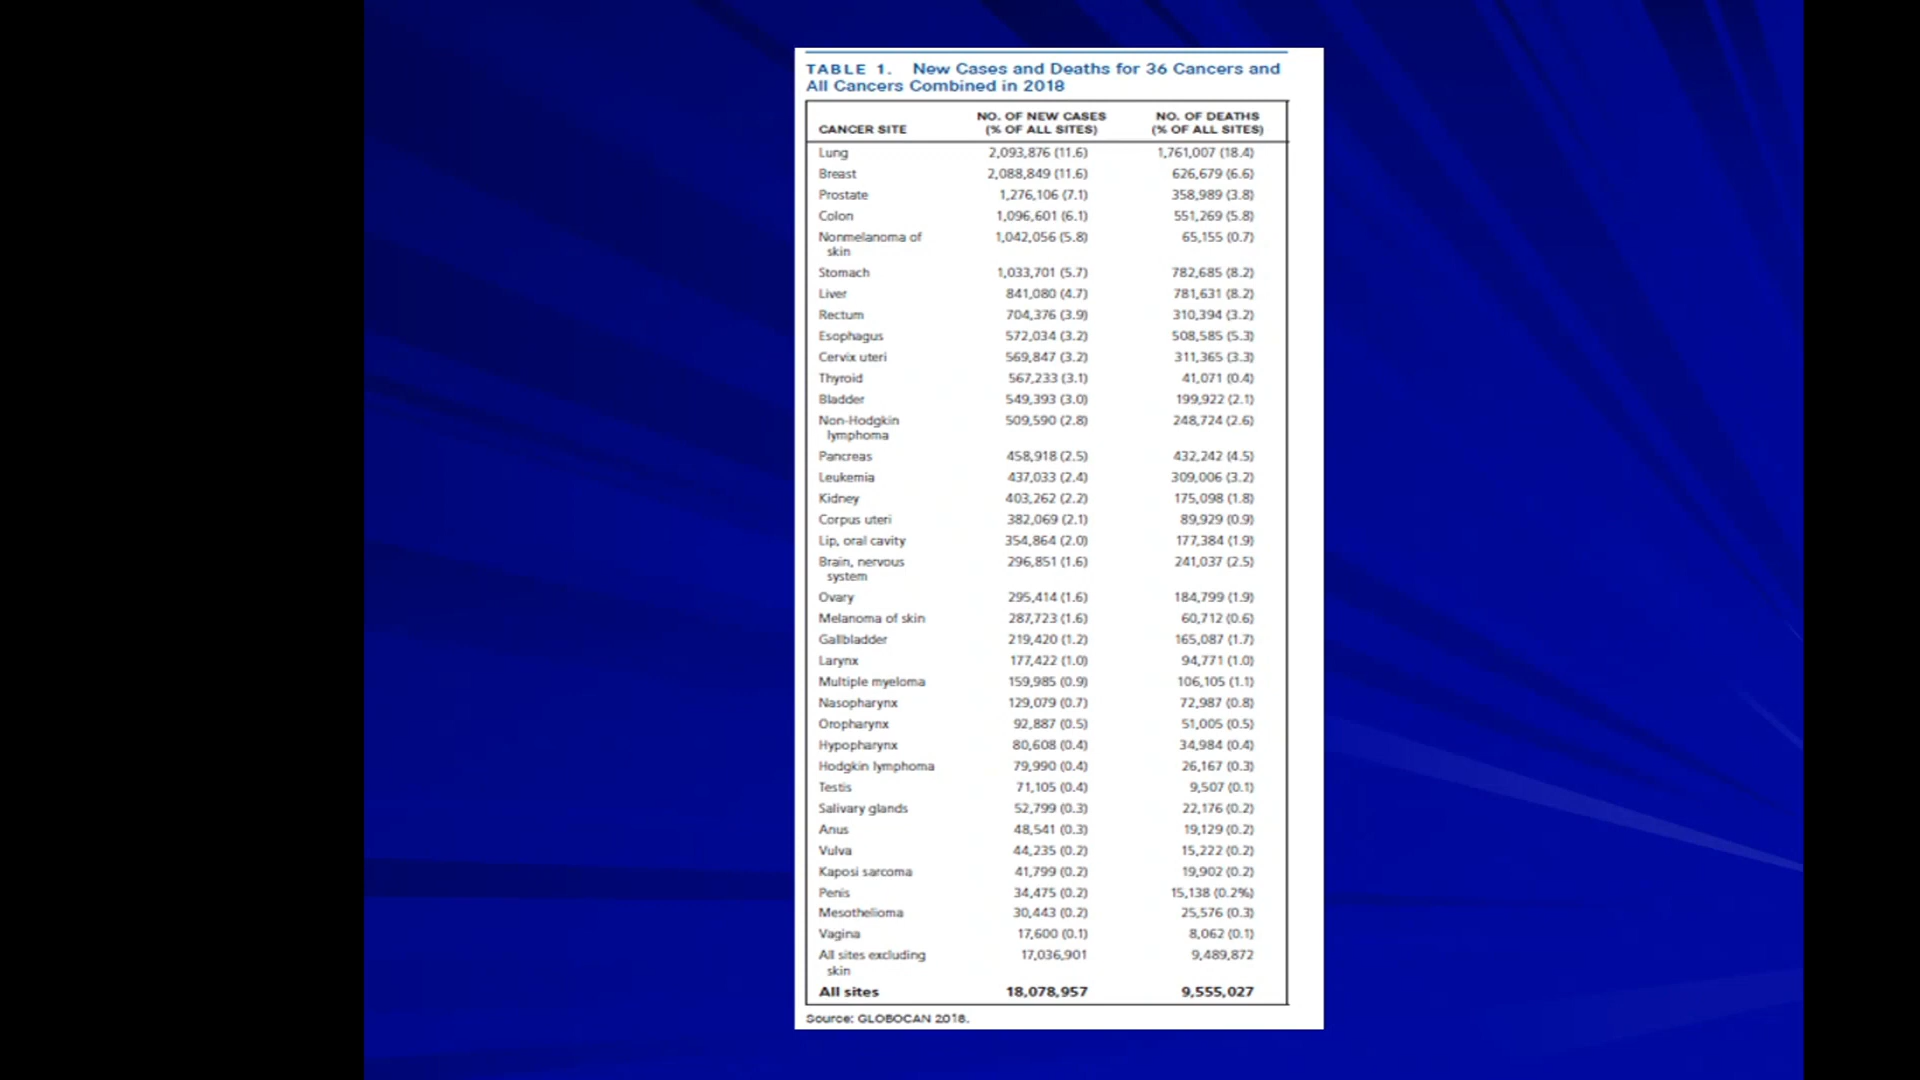 TABLE 1. New Cases and Deaths for 36 Cancers and
All Cancers Combined in 2018
NO. OF NEW CASES NO. OF DEATHS
CANCER SITE (% OF ALL SITES) (% OF ALL SITES)
Lung 2,093,876 (11.6) 1,761,007 (18.4)
Breast 2,088,849 (11.6) 626,679 (6.6)
Prostate 1,276,106 (7.1) 358,989 (3.8)
Colon 1,096,601 (6.1) 551,269 (5.8)
Nonmelanoma of 1,042,056 (5.8) 65,155 (0.7)
skin
Stomach 1,033,701 (5.7) 782,685 (8.2)
Liver 841,080 (4.7) 781,631 (8.2)
Rectum 704,376 (3.9) 310,394 (3.2)
Esophagus 572,034 (3.2) 508,585 (5.3)
Cervix uteri 569,847 (3.2) 311,365 (3.3)
Thyroid 567,233 (3.1) 41,071 (0.4)
Bladder 549,393 (3.0) 199,922 (2.1)
Non-Hodgkin 509,590 (2.8) 248,724 (2.6)
lymphoma
Pancreas 458,918 (2.5) 432,242 (4.5)
Leukemia 437,033 (2.4) 309,006 (3.2)
Kidney 403,262 (2.2) 175,098 (1.8)
Corpus uteri 382,069 (2.1) 89,929 (0.9)
Lip, oral cavity 354,864 (2.0) 177,384 (1.9)
Brain, nervous 296,851 (1.6) 241,037 (2.5)
system
Ovary 295,414 (1.6) 184,799 (1.9)
Melanoma of skin 287,723 (1.6) 60,712 (0.6)
Gallbladder 219,420 (1.2) 165,087 (1.7)
Larynx 177,422 (1.0) 94,771 (1.0)
Multiple myeloma 159,985 (0.9) 106,105 (1.1)
Nasopharynx 129,079 (0.7) 72,987 (0.8)
Oropharynx 92,887 (0.5) 51,005 (0.5)
Hypopharynx 80,608 (0.4) 34,984 (0.4)
Hodgkin lymphoma 79,990 (0.4) 26,167 (0.3)
Testis 71,105 (0.4) 9,507 (0.1)
Salivary glands 52,799 (0.3) 22,176 (0.2)
Anus 48,541 (0.3) 19,129 (0.2)
Vulva 44,235 (0.2) 15,222 (0.2)
Kaposi sarcoma 41,799 (0.2) 19,902 (0.2)
Penis 34,475 (0.2) 15,138 (0.2%)
Mesothelioma 30,443 (0.2) 25,576 (0.3)
Vagina 17,600 (0.1) 8,062 (0.1)
All sites excluding 17,036,901 9,489,872
skin
All sites 18,078,957 9,555,027
Source: GLOBOCAN 2018.